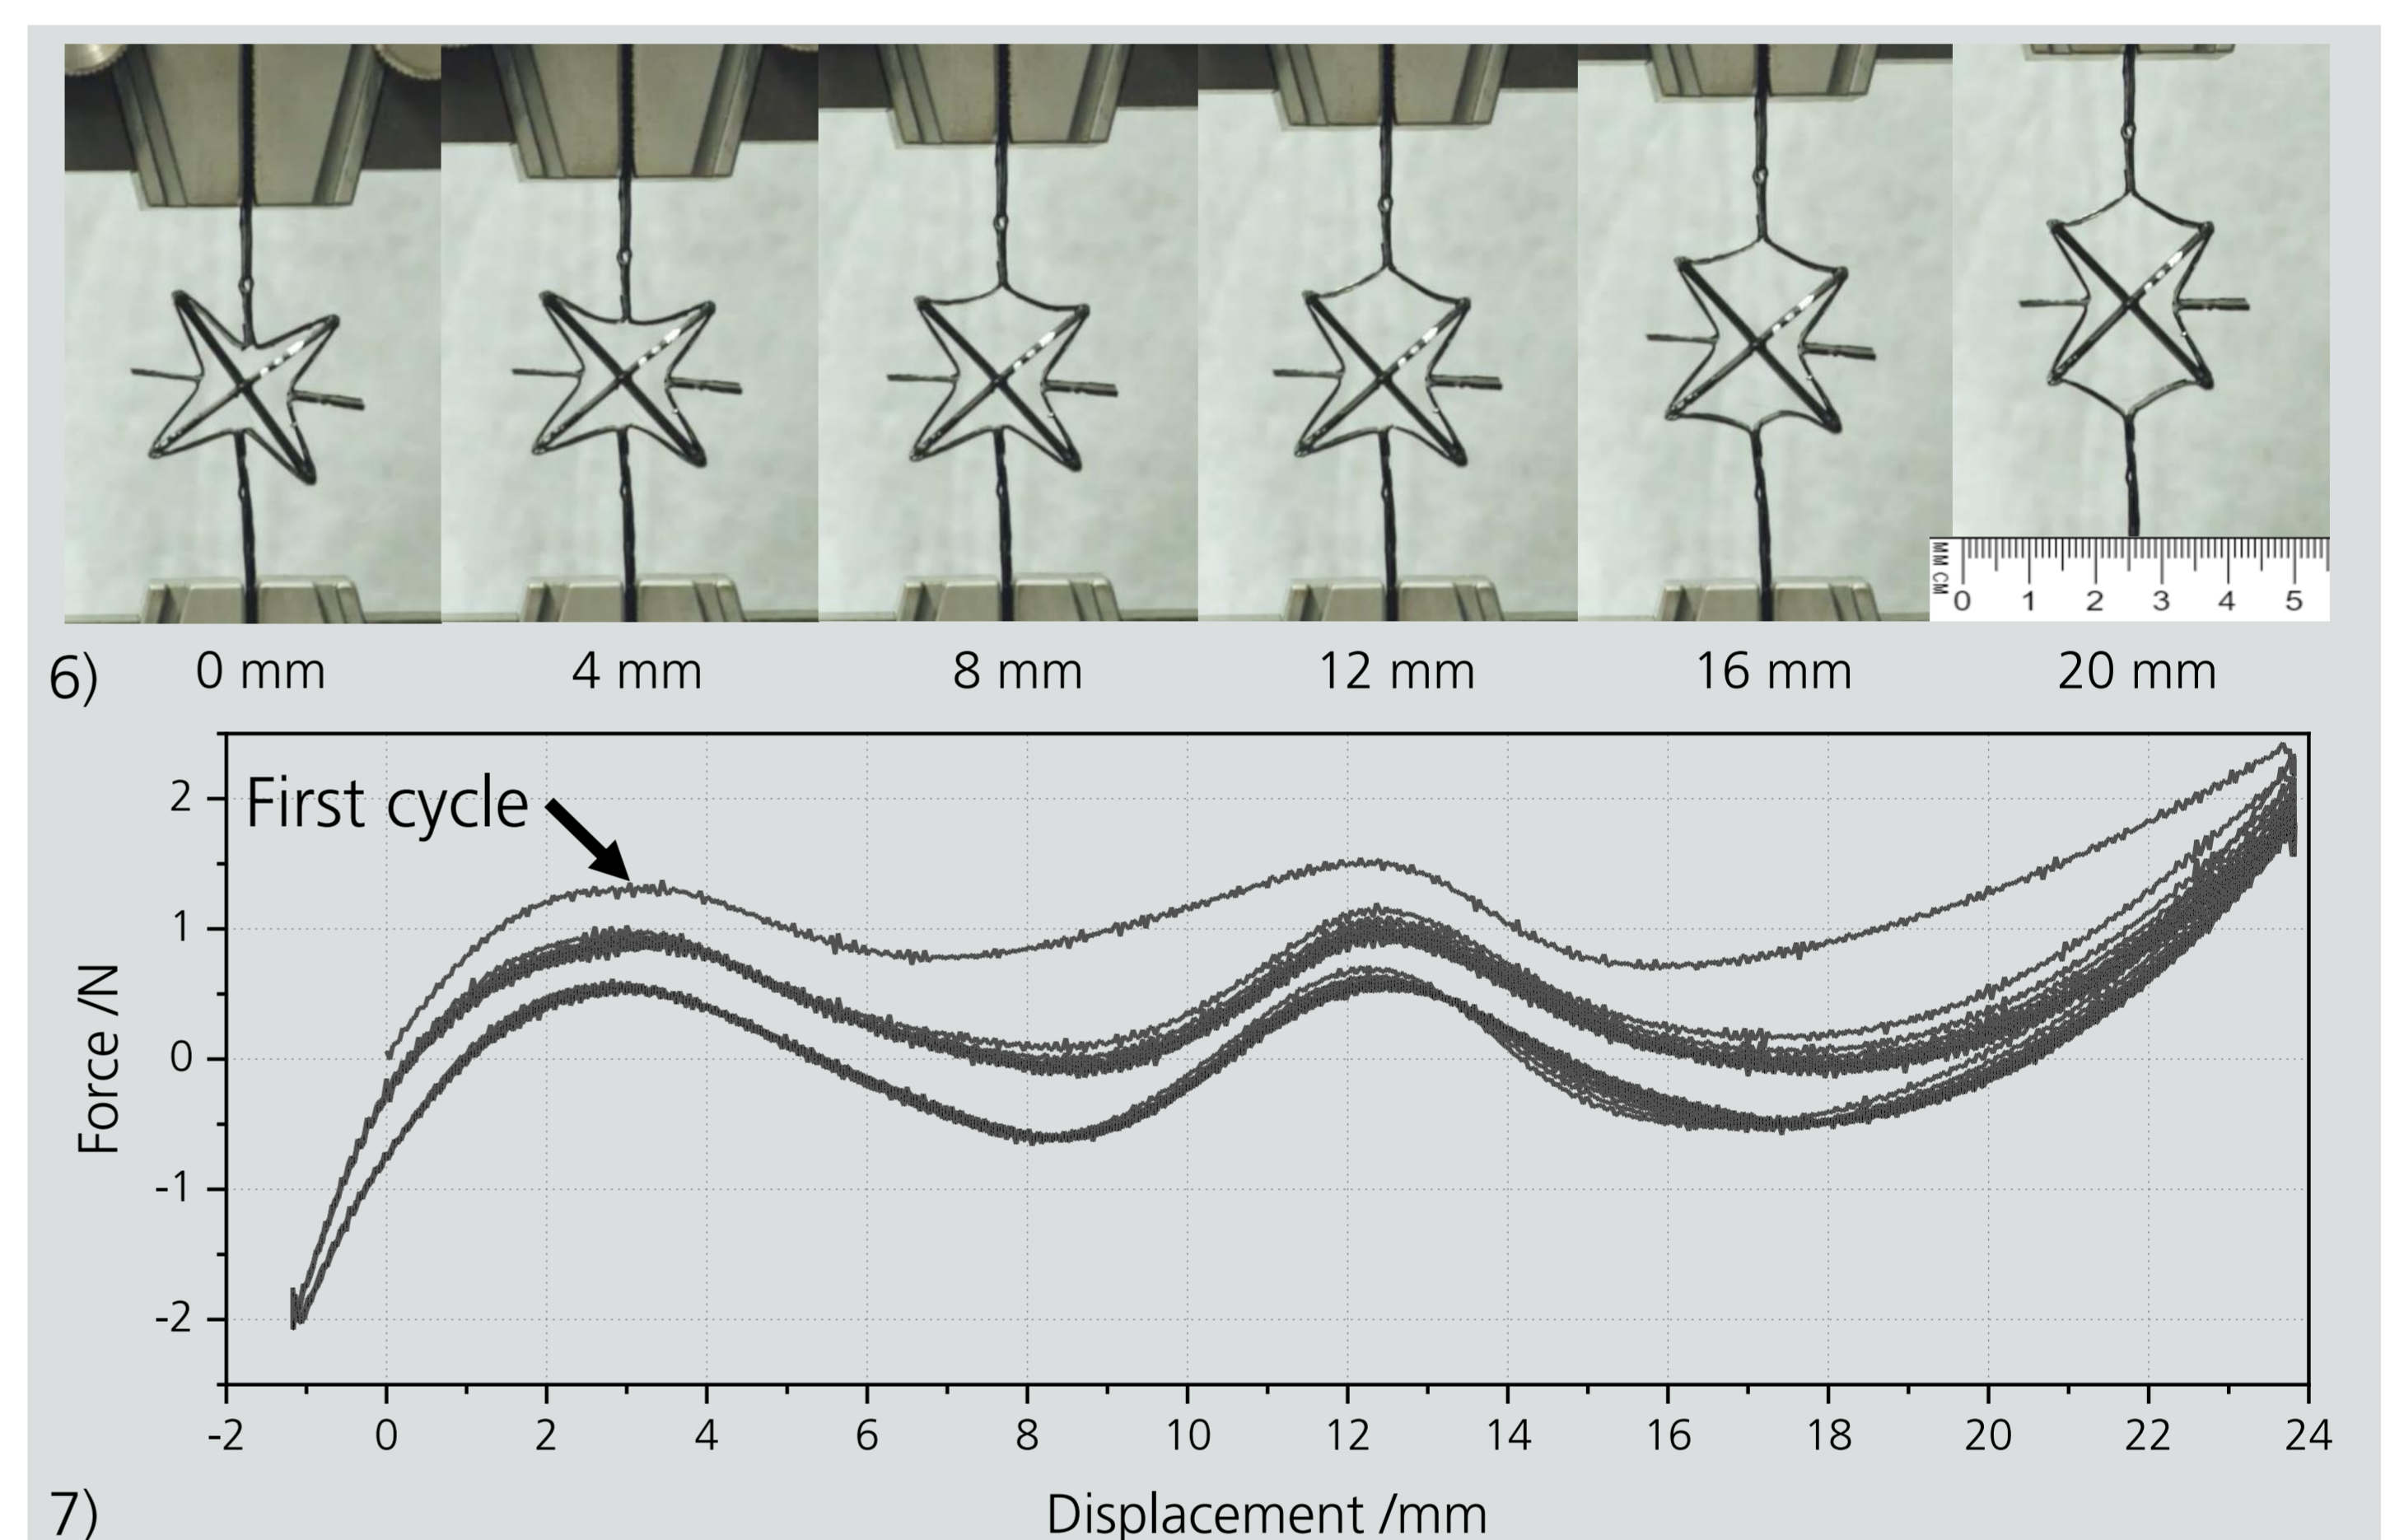 MM CM
0 1 2 3 4 5
6) 0 mm 4 mm 8 mm 12 mm 16 mm 20 mm
First cycle
Force /N
2
1
0
-1
-2
-2 0 2 4 6 8 10 12 14 16 18 20 22 24
Displacement /mm
7)